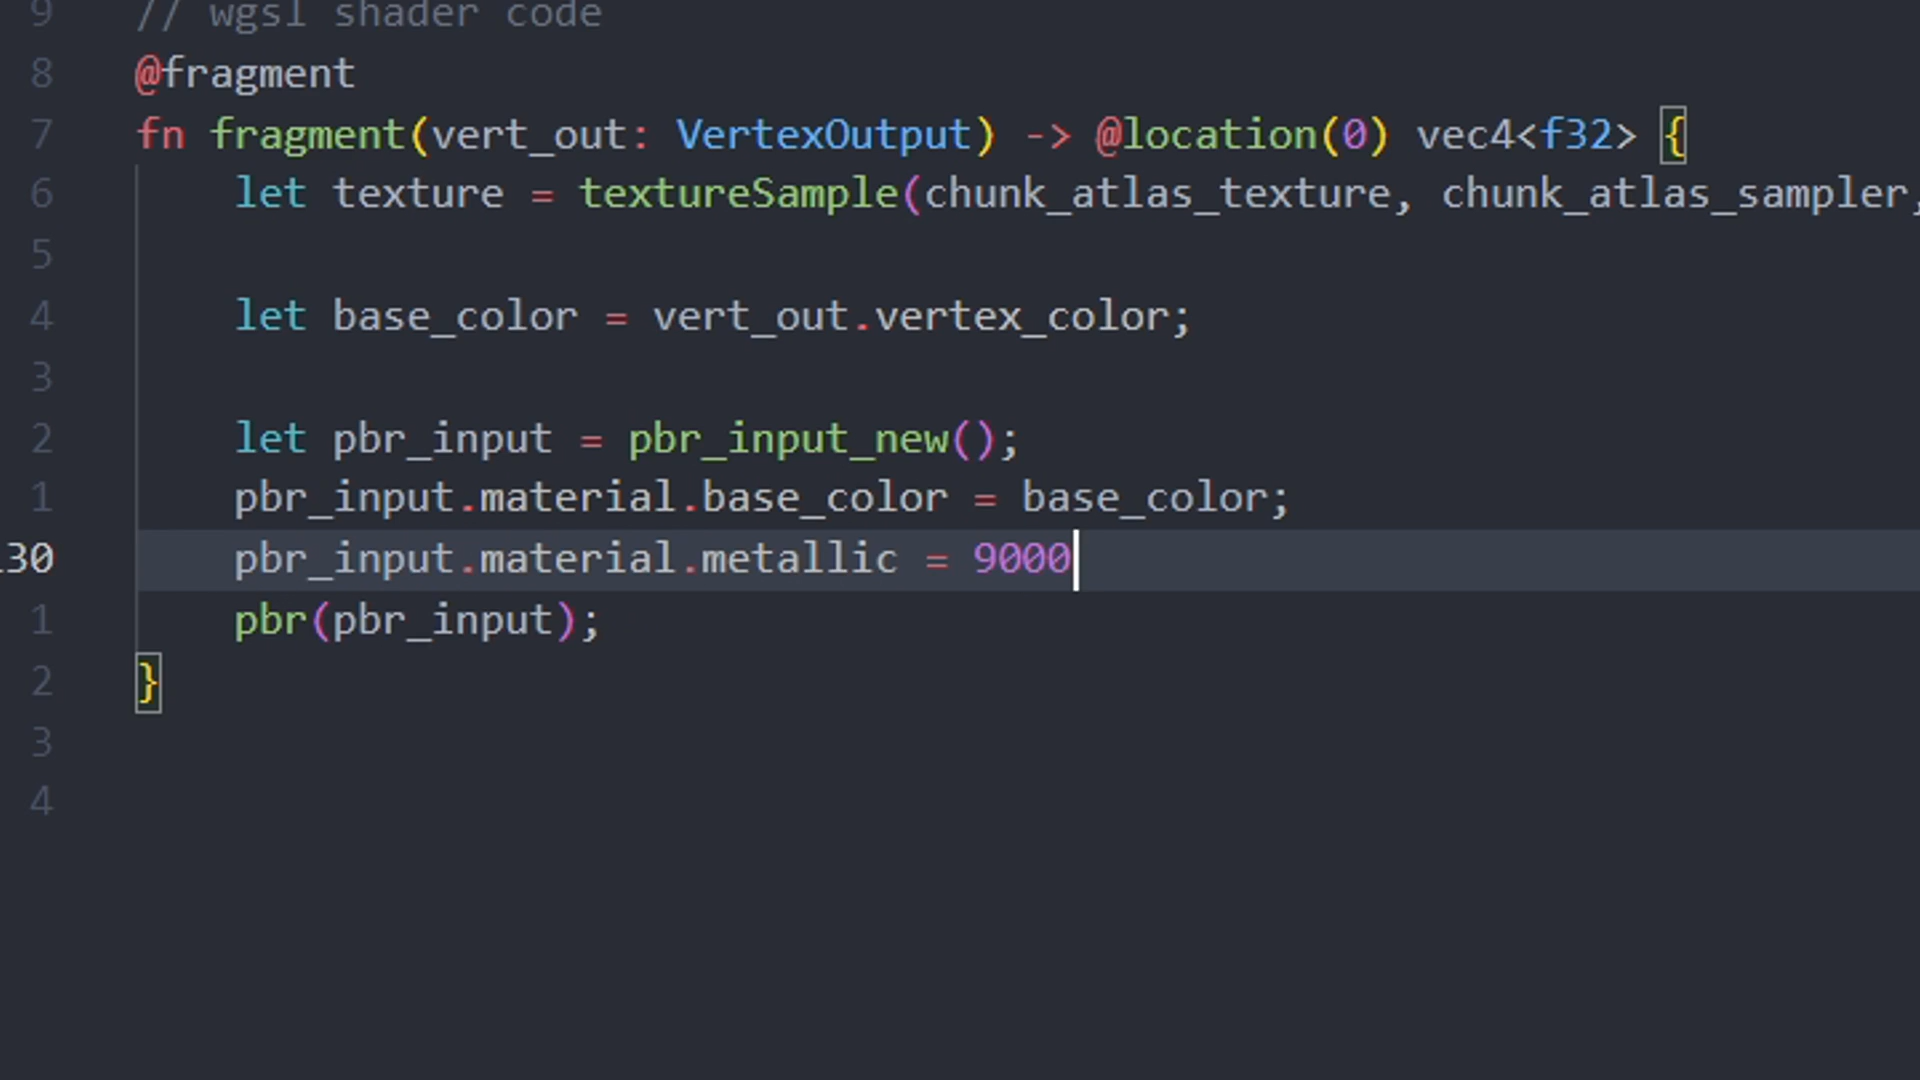 9 // wgsl shader code
8 @fragment
7 fn fragment(vert_out: VertexOutput) -> @location(0) vec4<f32> {
6 let texture = textureSample(chunk_atlas_texture, chunk_atlas_sampler,
5
4 let base_color = vert_out.vertex_color;
3
2 let pbr_input = pbr_input_new();
1 pbr_input.material.base_color = base_color;
130 pbr_input.material.metallic = 9000
1 pbr(pbr_input);
2 }
3
4